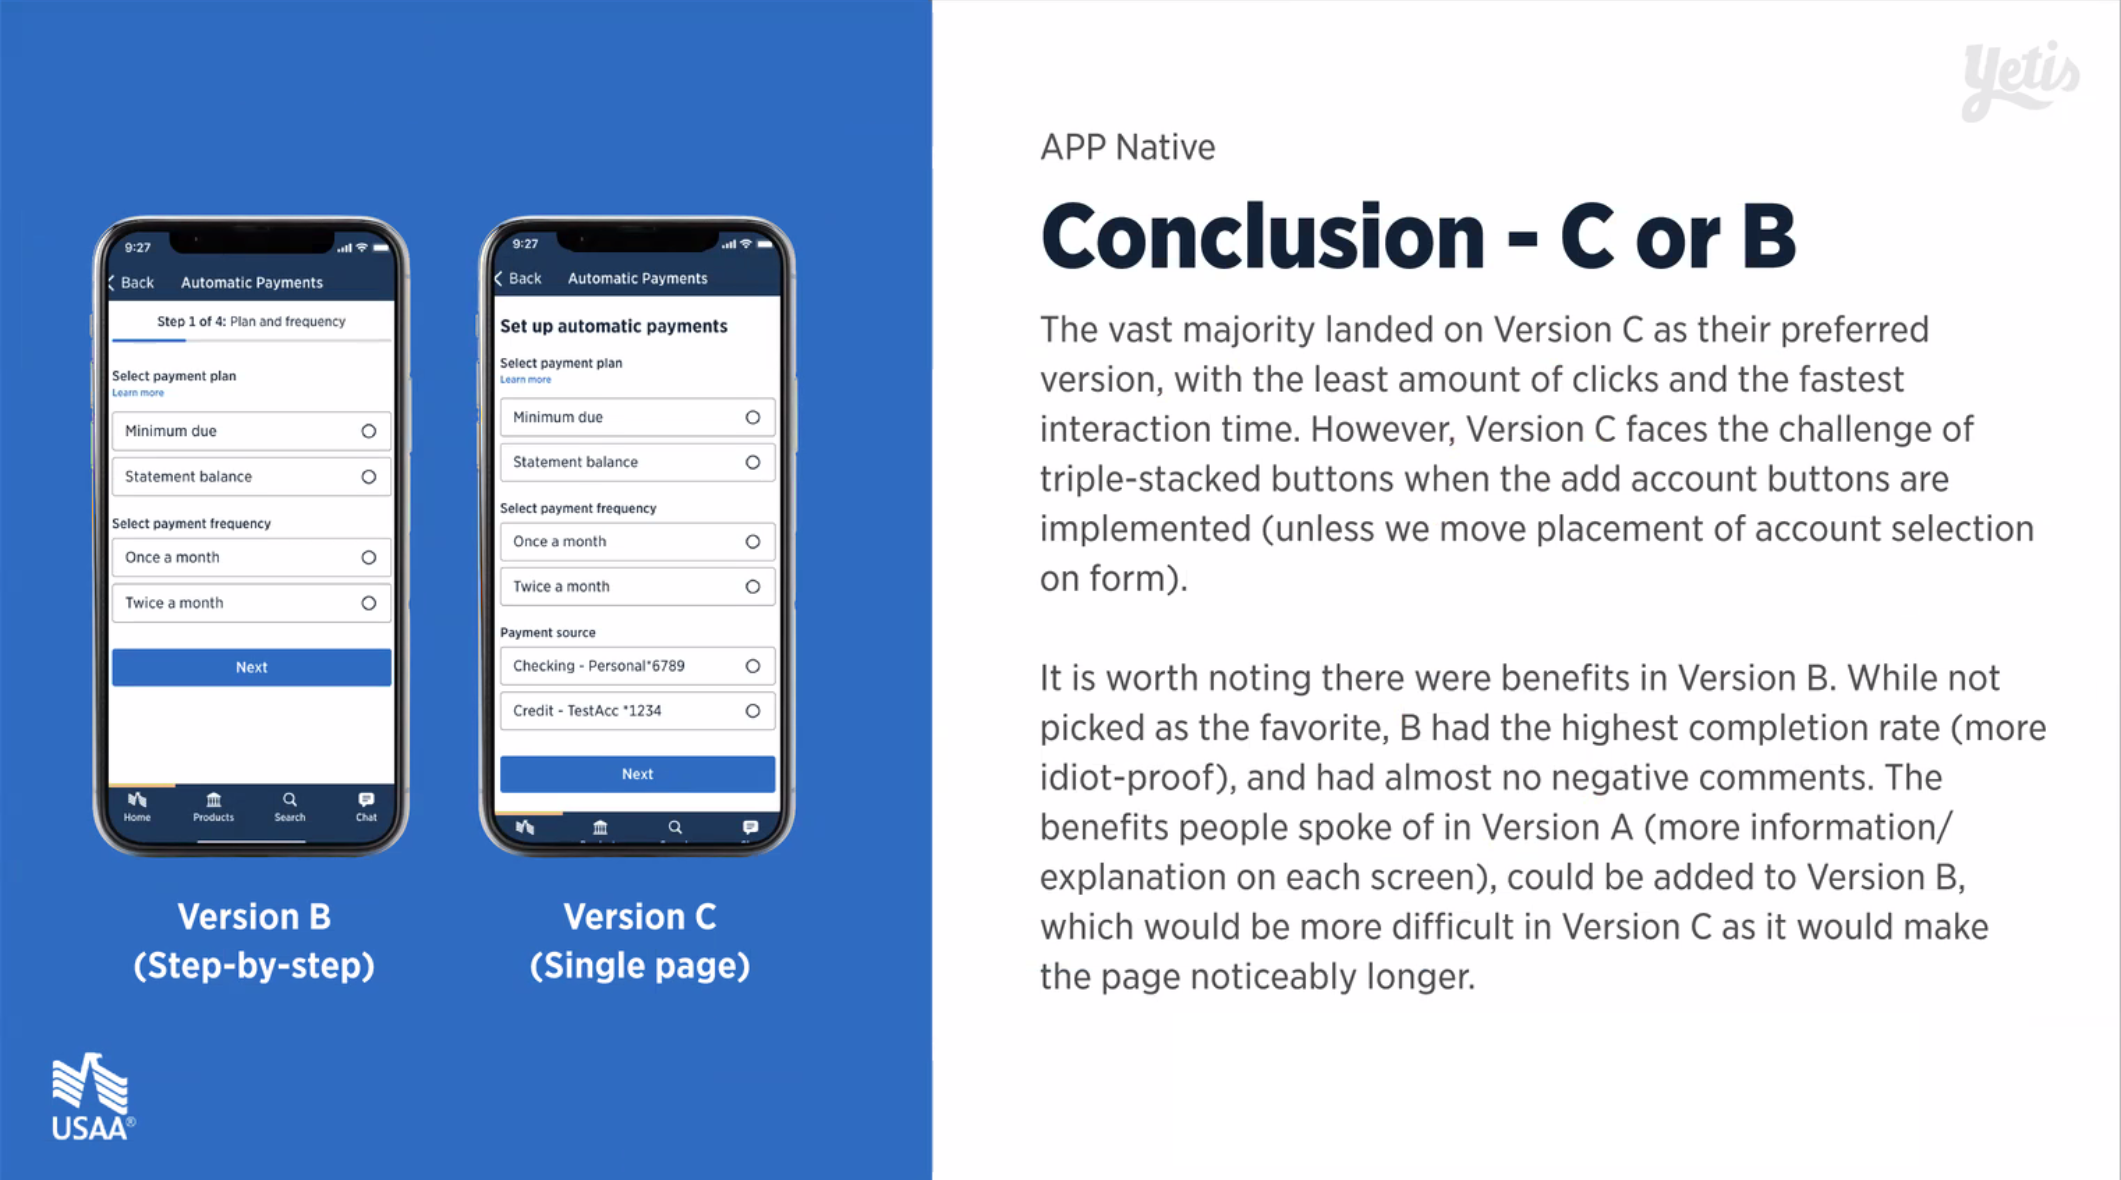 yetis
APP Native
Conclusion - C or B
The vast majority landed on Version C as their preferred
version, with the least amount of clicks and the fastest
interaction time. However, Version C faces the challenge of
triple-stacked buttons when the add account buttons are
implemented (unless we move placement of account selection
on form).
It is worth noting there were benefits in Version B. While not
picked as the favorite, B had the highest completion rate (more
idiot-proof), and had almost no negative comments. The
benefits people spoke of in Version A (more information/
explanation on each screen), could be added to Version B,
which would be more difficult in Version C as it would make
the page noticeably longer.
9:27
Back Automatic Payments
Step 1 of 4: Plan and frequency
Select payment plan
Learn more
Minimum due
Statement balance
Select payment frequency
Once a month
Twice a month
Next
Home Products Search Chat
Version B
(Step-by-step)
9:27
Back Automatic Payments
Set up automatic payments
Select payment plan
Learn more
Minimum due
Statement balance
Select payment frequency
Once a month
Twice a month
Payment source
Checking - Personal*6789
Credit - TestAcc *1234
Next
Version C
(Single page)
USAA®